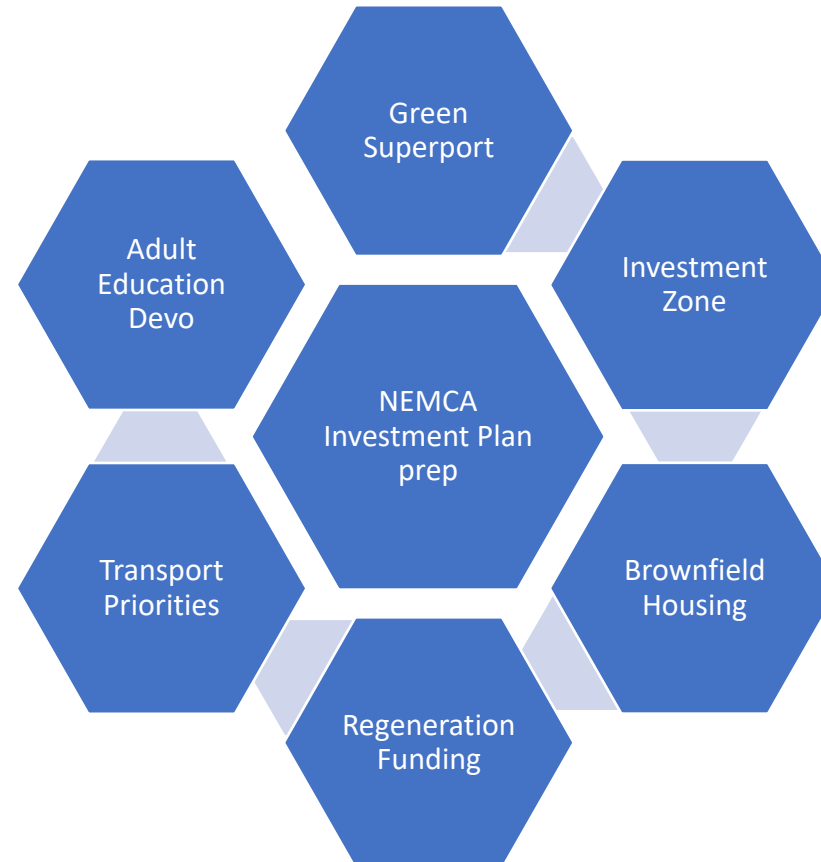 Green
Superport
Adult
Education
Devo
Investment
Zone
NEMCA
Investment Plan
prep
Transport
Priorities
Brownfield
Housing
Regeneration
Funding